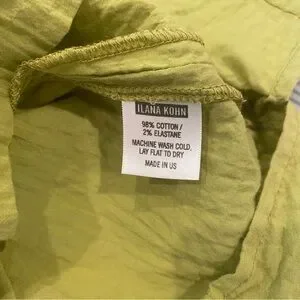 ILANA KOHN
98% COTTON /
2% ELASTANE
MACHINE WASH COLD,
LAY FLAT TO DRY
MADE IN US